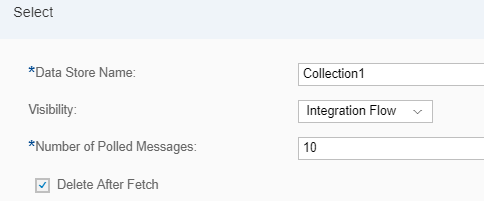 Select
*Data Store Name: Collection1
Visibility: Integration Flow
*Number of Polled Messages: 10
Delete After Fetch